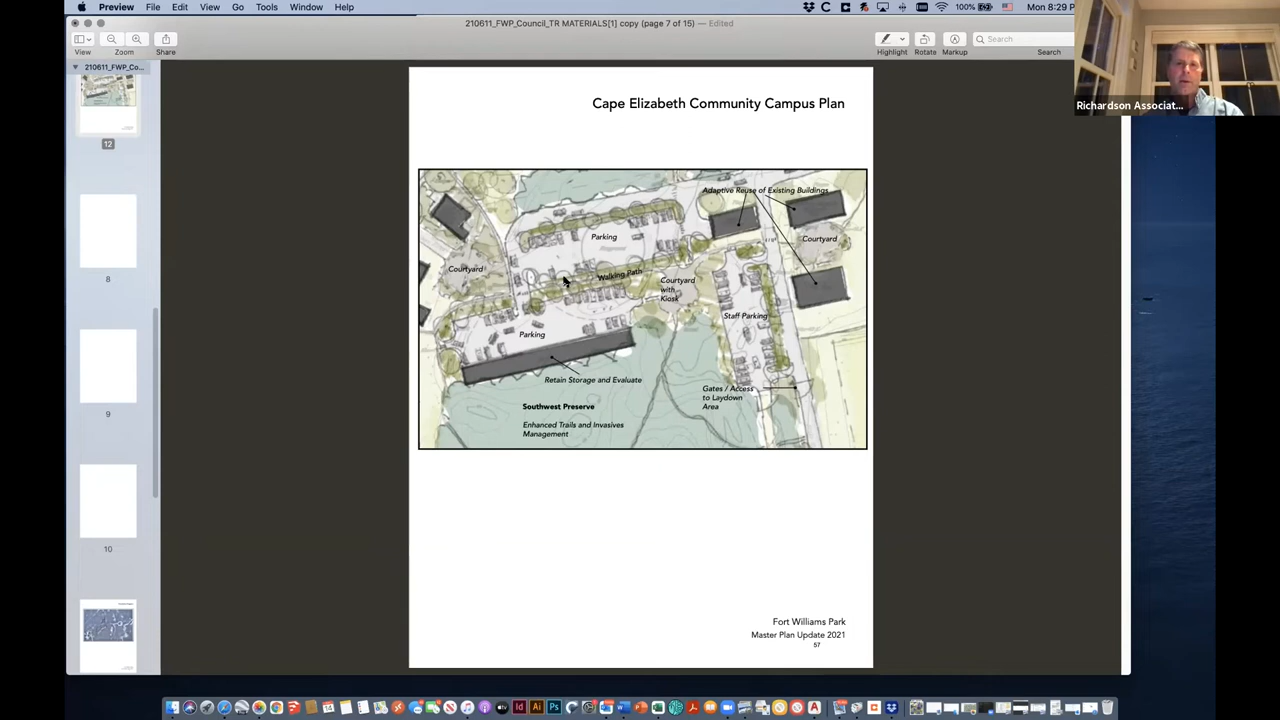 Preview File Edit View Go Tools Window Help
100%
Mon 8:29 P
210611_FWP_Council_TR MATERIALS[1] copy (page 7 of 15) — Edited
View Zoom Share Highlight Rotate Markup Search
Search
210611_FWP_Co...
12
8
9
10
Richardson Associat...
Cape Elizabeth Community Campus Plan
Adaptive Reuse of Existing Buildings
Parking
Courtyard
Courtyard
Walking Path
Courtyard
with
Kiosk
Staff Parking
Parking
Retain Storage and Evaluate
Gates / Access
to Laydown
Area
Southwest Preserve
Enhanced Trails and Invasives
Management
Fort Williams Park
Master Plan Update 2021
57